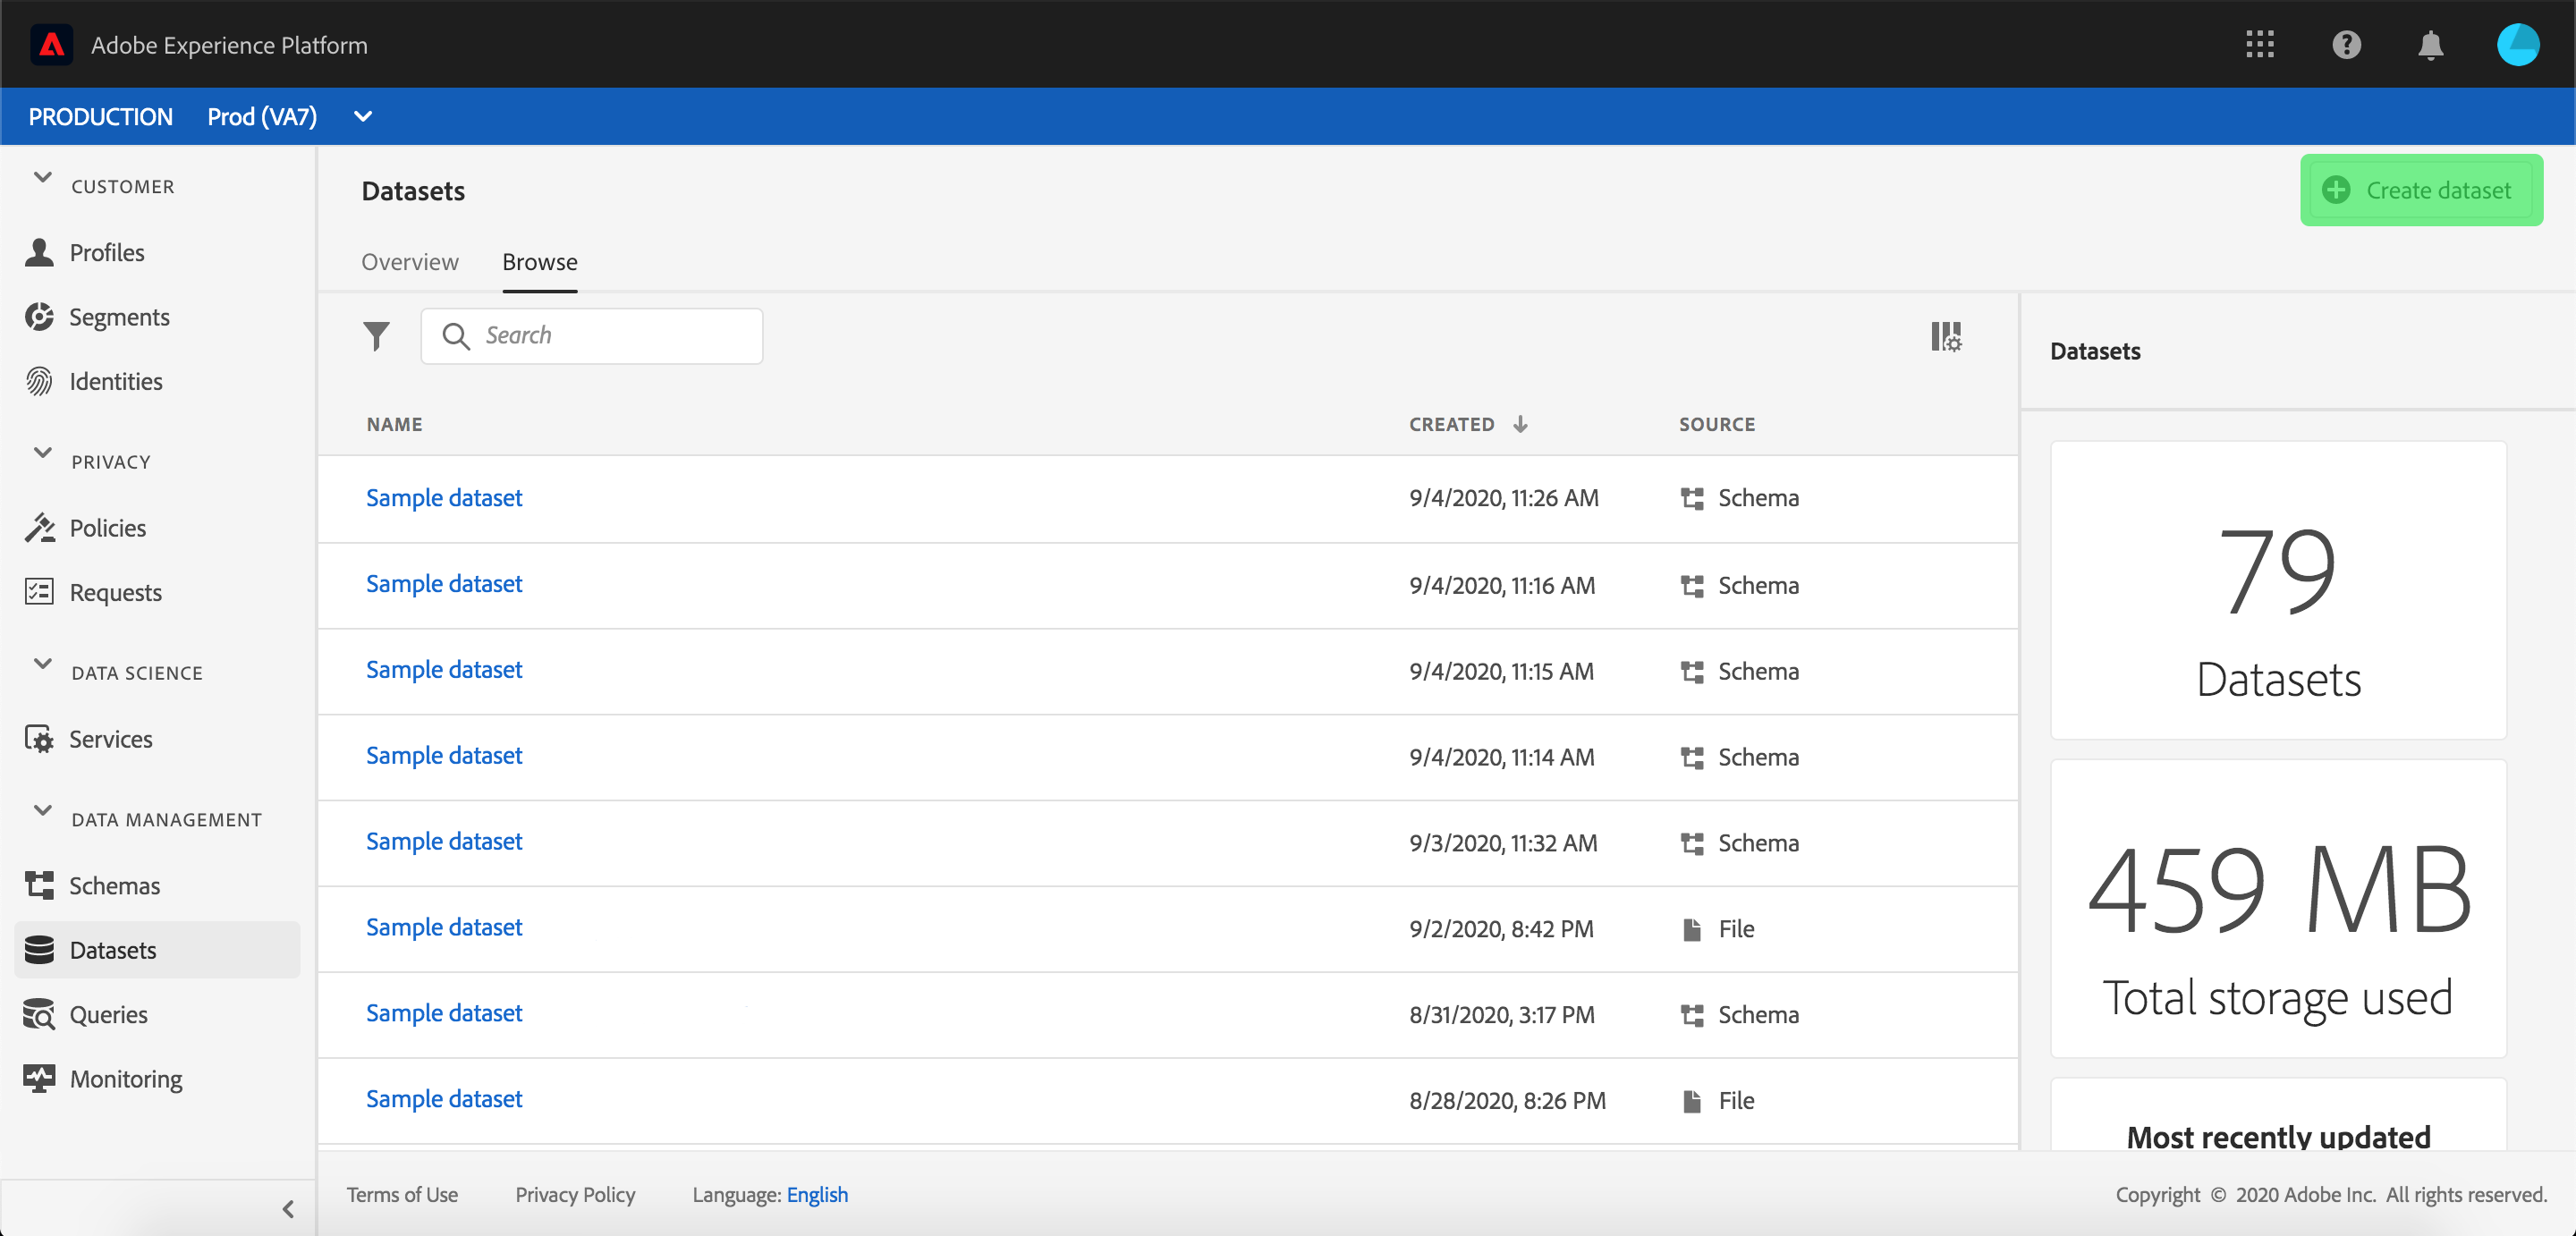 Adobe Experience Platform
PRODUCTION Prod (VA7)
CUSTOMER
Profiles
Segments
Identities
PRIVACY
Policies
Requests
DATA SCIENCE
Services
DATA MANAGEMENT
Schemas
Datasets
Queries
Monitoring
Datasets
Create dataset
Overview Browse
Search
NAME CREATED SOURCE
Sample dataset 9/4/2020, 11:26 AM Schema
Sample dataset 9/4/2020, 11:16 AM Schema
Sample dataset 9/4/2020, 11:15 AM Schema
Sample dataset 9/4/2020, 11:14 AM Schema
Sample dataset 9/3/2020, 11:32 AM Schema
Sample dataset 9/2/2020, 8:42 PM File
Sample dataset 8/31/2020, 3:17 PM Schema
Sample dataset 8/28/2020, 8:26 PM File
Datasets
79
Datasets
459 MB
Total storage used
Most recently updated
Terms of Use Privacy Policy Language: English
Copyright © 2020 Adobe Inc. All rights reserved.